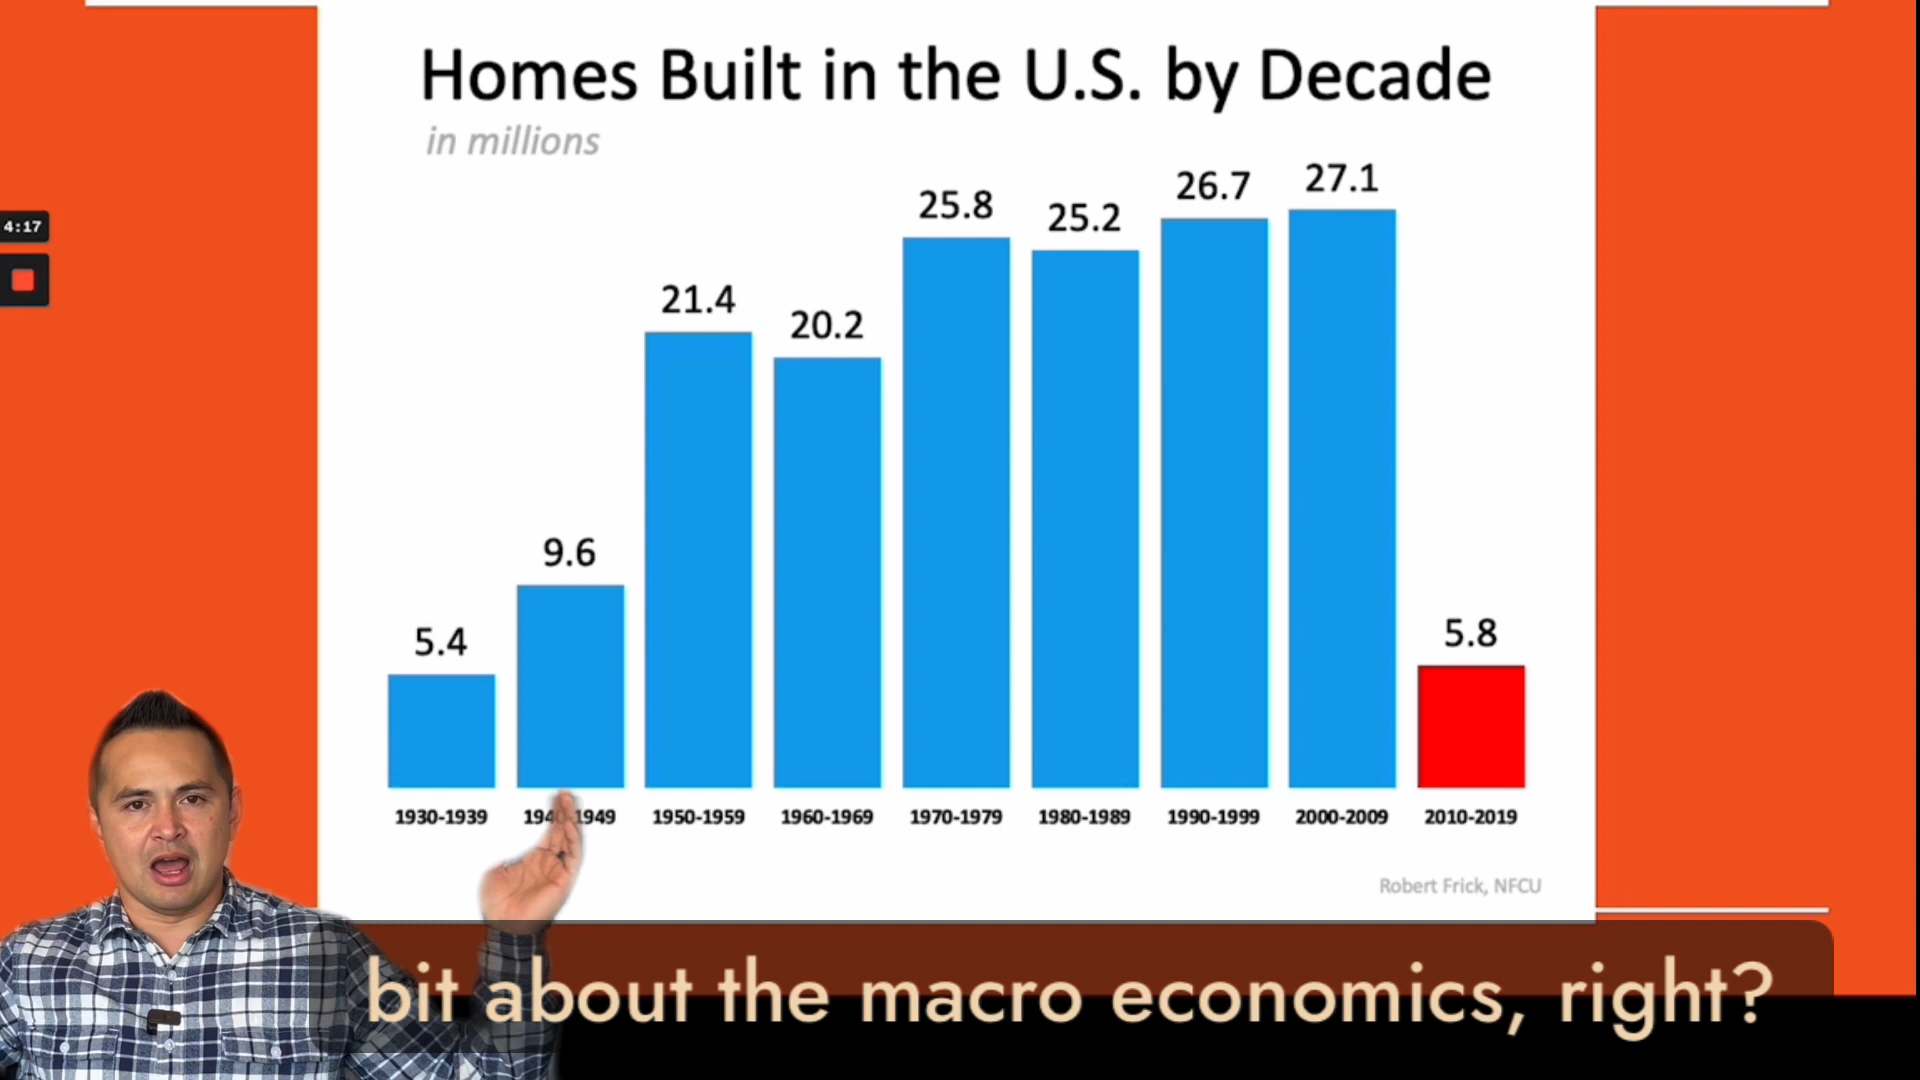 Homes Built in the U.S. by Decade
in millions
4:17
5.4
9.6
21.4
20.2
25.8
25.2
26.7
27.1
5.8
1930-1939 1940-1949 1950-1959 1960-1969 1970-1979 1980-1989 1990-1999 2000-2009 2010-2019
Robert Frick, NFCU
bit about the macro economics, right?